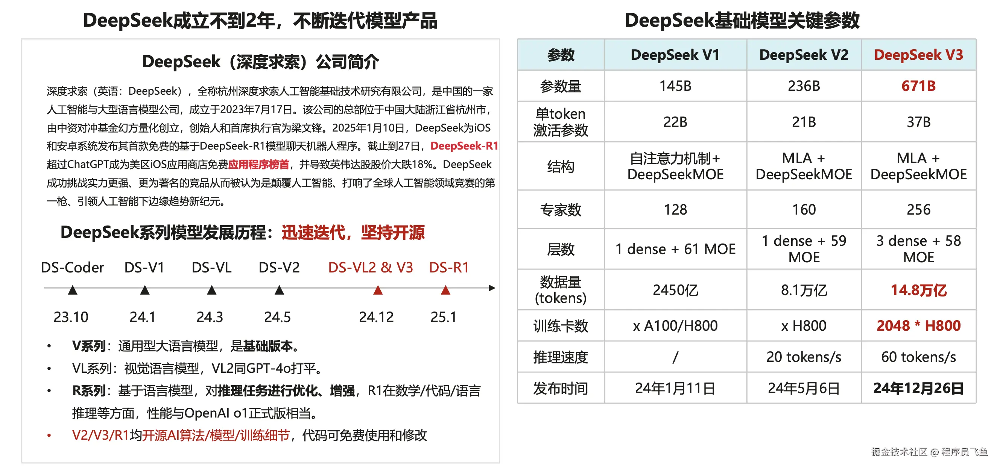 DeepSeek成立不到2年，不断迭代模型产品
DeepSeek（深度求索）公司简介
深度求索（英语：DeepSeek），全称杭州深度求索人工智能基础技术研究有限公司，是中国的一家
人工智能与大型语言模型公司，成立于2023年7月17日。该公司的总部位于中国大陆浙江省杭州市，
由中资对冲基金幻方量化创立，创始人和首席执行官为梁文锋。2025年1月10日，DeepSeek为iOS
和安卓系统发布其首款免费的基于DeepSeek-R1模型聊天机器人程序。截止到27日，DeepSeek-R1
超过ChatGPT成为美区iOS应用商店免费应用程序榜首，并导致英伟达股股价大跌18%。DeepSeek
成功挑战实力更强、更为著名的竞品从而被认为是颠覆人工智能、打响了全球人工智能领域竞赛的第
一枪、引领人工智能下边缘趋势新纪元。
DeepSeek系列模型发展历程：迅速迭代，坚持开源
DS-Coder DS-V1 DS-VL DS-V2 DS-VL2 & V3 DS-R1
23.10 24.1 24.3 24.5 24.12 25.1
• V系列：通用型大语言模型，是基础版本。
• VL系列：视觉语言模型，VL2同GPT-4o打平。
• R系列：基于语言模型，对推理任务进行优化、增强，R1在数学/代码/语言
推理等方面，性能与OpenAI o1正式版相当。
• V2/V3/R1均开源AI算法/模型/训练细节，代码可免费使用和修改
DeepSeek基础模型关键参数
参数 DeepSeek V1 DeepSeek V2 DeepSeek V3
参数量 145B 236B 671B
单token
激活参数 22B 21B 37B
结构
自注意力机制+ MLA + MLA +
DeepSeekMOE DeepSeekMOE DeepSeekMOE
专家数 128 160 256
层数 1 dense + 61 MOE
1 dense + 59 3 dense + 58
MOE MOE
数据量
(tokens) 2450亿 8.1万亿 14.8万亿
训练卡数 x A100/H800 x H800 2048 * H800
推理速度 / 20 tokens/s 60 tokens/s
发布时间 24年1月11日 24年5月6日 24年12月26日
掘金技术社区 @ 程序员飞鱼